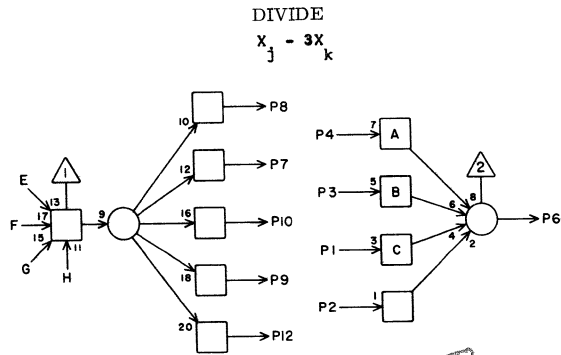 DIVIDE
X_j - 3X_k
10 P8
P4 7 A
1
12 P7
2
E
13
P3 5 B
6 8
F 17 9
16 P10
P6
15 11
P1 3 C
4 2
G H
18 P9
P2 1
20 P12